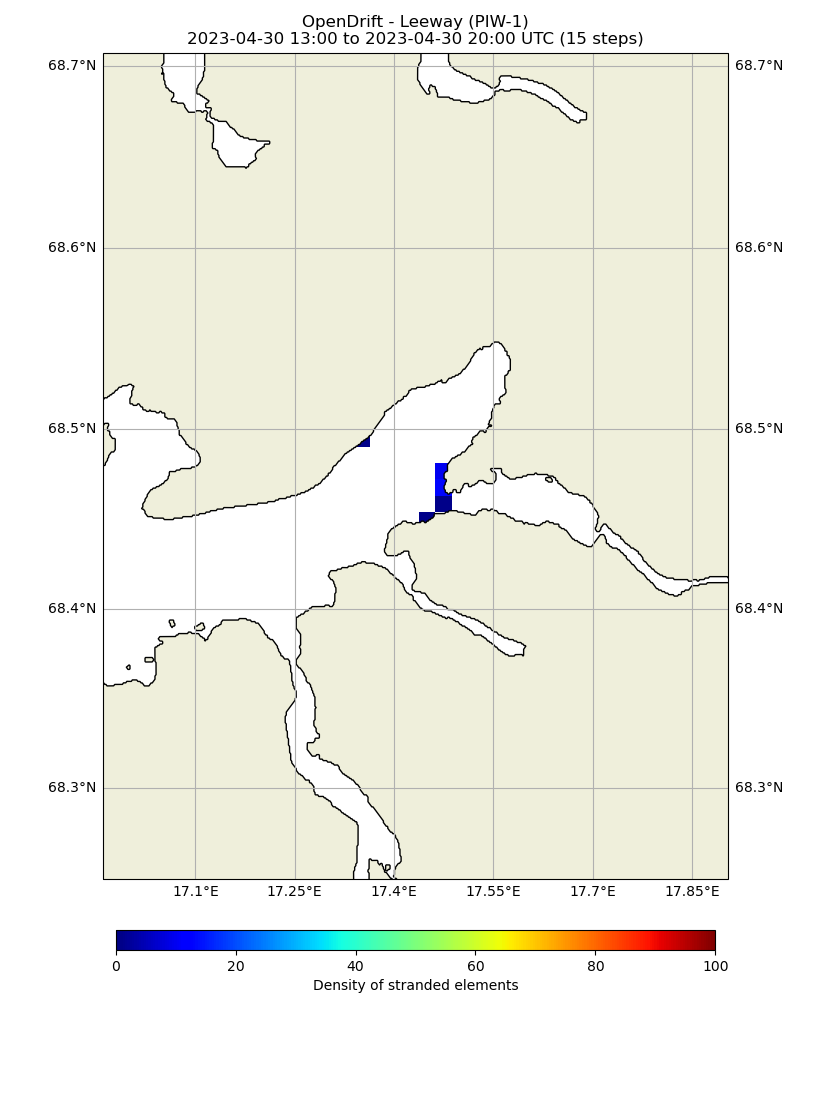 OpenDrift - Leeway (PIW-1)
2023-04-30 13:00 to 2023-04-30 20:00 UTC (15 steps)
68.7°N 68.7°N
68.6°N 68.6°N
68.5°N 68.5°N
68.4°N 68.4°N
68.3°N 68.3°N
17.1°E 17.25°E 17.4°E 17.55°E 17.7°E 17.85°E
0 20 40 60 80 100
Density of stranded elements